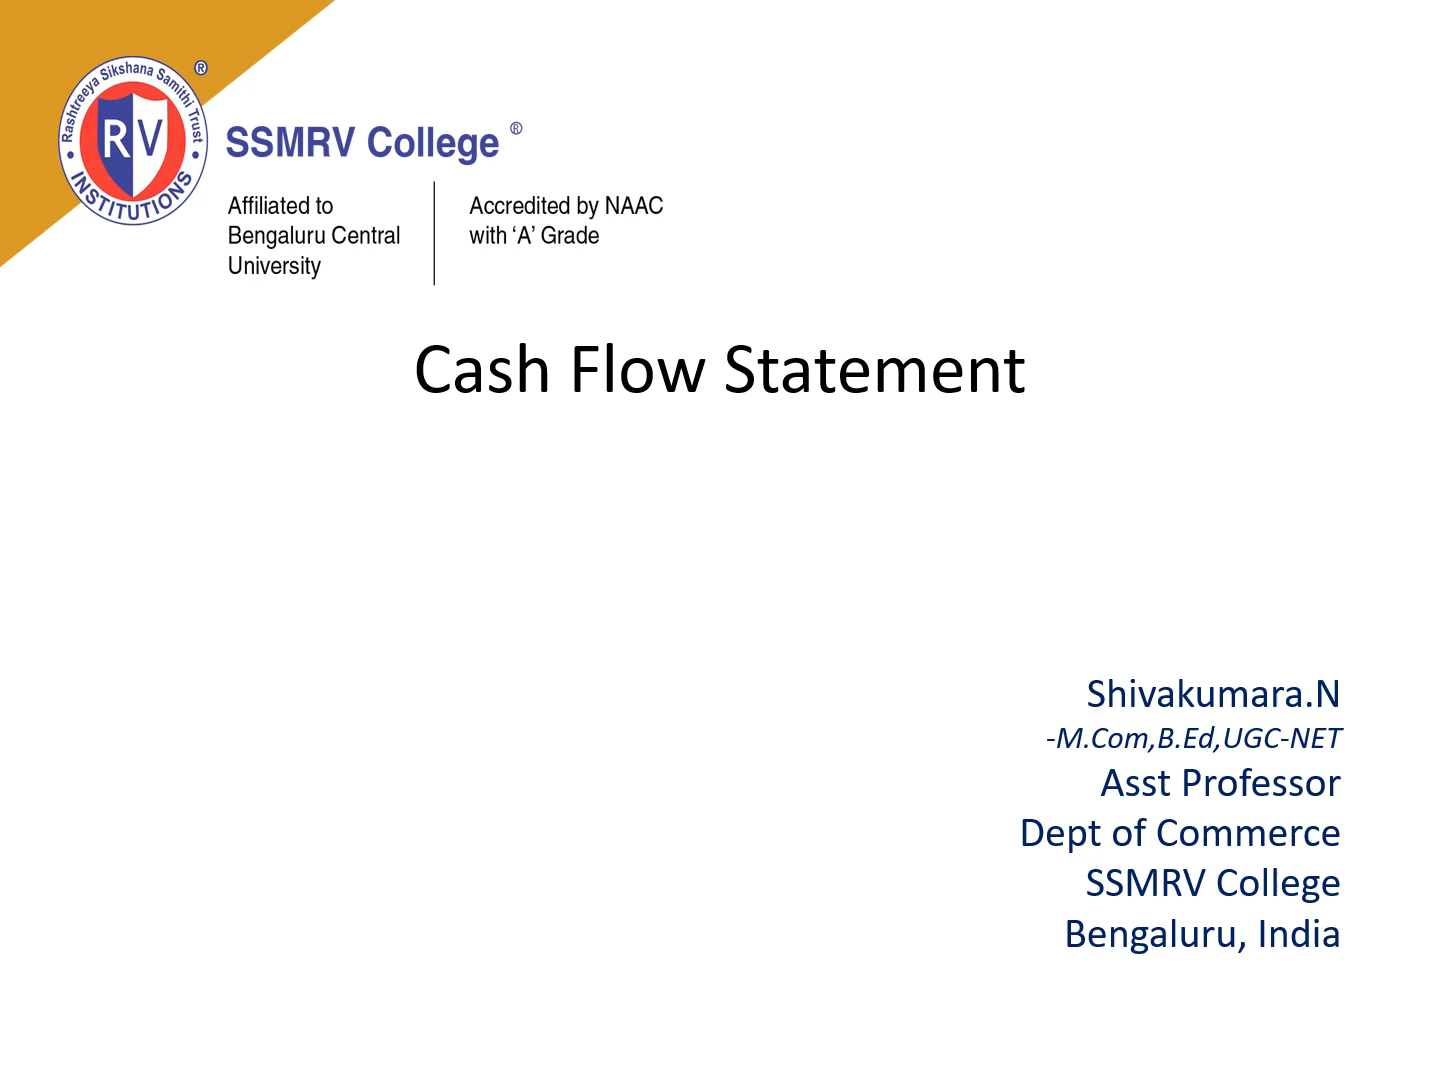 Rashtreeya Sikshana Samithi Trust
®
RV
INSTITUTIONS
SSMRV College ®
Affiliated to
Bengaluru Central
University
Accredited by NAAC
with ‘A’ Grade
Cash Flow Statement
Shivakumara.N
-M.Com,B.Ed,UGC-NET
Asst Professor
Dept of Commerce
SSMRV College
Bengaluru, India